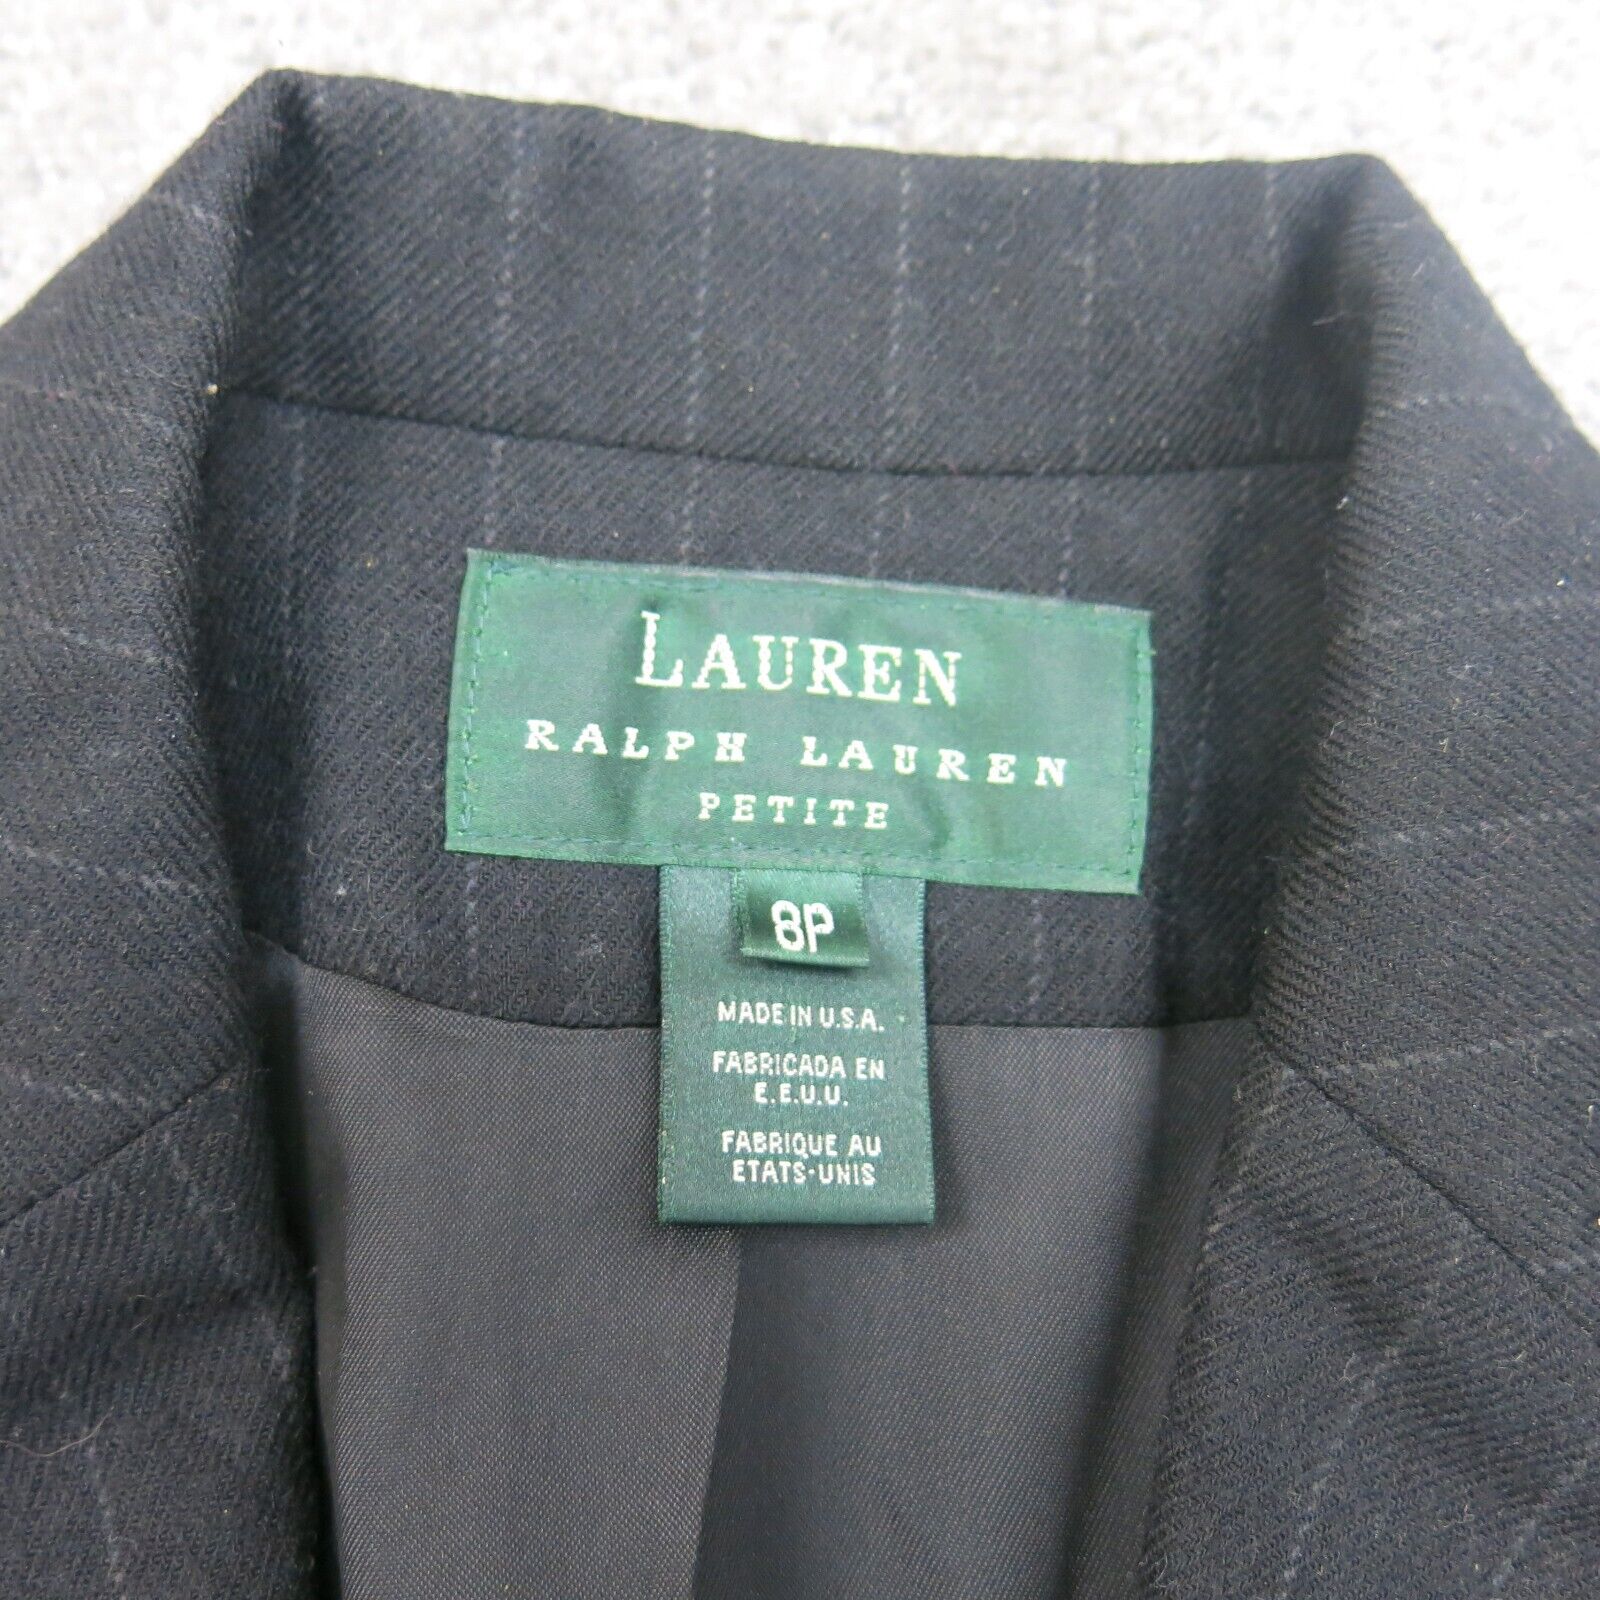 LAUREN
RALPH LAUREN
PETITE
8P
MADE IN U.S.A.
FABRICADA EN
E.E.U.U.
FABRIQUE AU
ETATS-UNIS